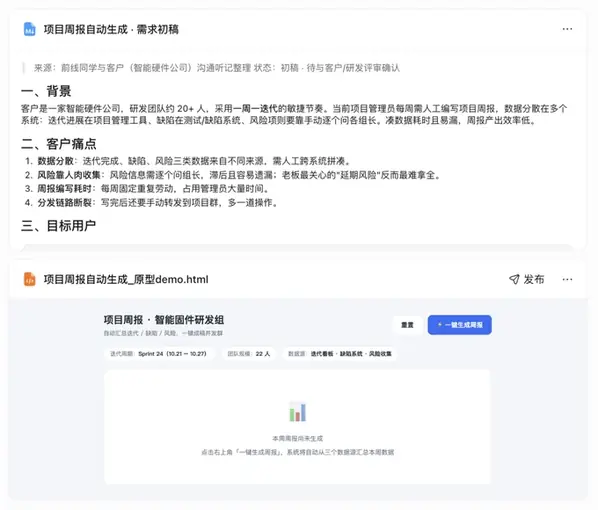 项目周报自动生成 · 需求初稿
来源：前线同学与客户（智能硬件公司）沟通听记整理 状态：初稿 · 待与客户/研发评审确认
一、背景
客户是一家智能硬件公司，研发团队约 20+ 人，采用一周一迭代的敏捷节奏。当前项目管理员每周需人工编写项目周报，数据分散在多个
系统：迭代进展在项目管理工具、缺陷在测试/缺陷系统、风险项则要靠手动逐个问各组长。凑数据耗时且易漏，周报产出效率低。
二、客户痛点
1. 数据分散：迭代完成、缺陷、风险三类数据来自不同来源，需人工跨系统拼凑。
2. 风险靠人肉收集：风险信息需逐个问组长，滞后且容易遗漏；老板最关心的"延期风险"反而最难拿全。
3. 周报编写耗时：每周固定重复劳动，占用管理员大量时间。
4. 分发链路断裂：写完后还要手动转发到项目群，多一道操作。
三、目标用户
项目周报自动生成_原型demo.html
发布
项目周报 · 智能固件研发组
自动汇总迭代 / 缺陷 / 风险，一键成稿并发群
重置
一键生成周报
迭代周期：Sprint 24（10.21 – 10.27）
团队规模：22 人
数据源：迭代看板 · 缺陷系统 · 风险收集
本周周报尚未生成
点击右上角「一键生成周报」，系统将自动从三个数据源汇总本周数据